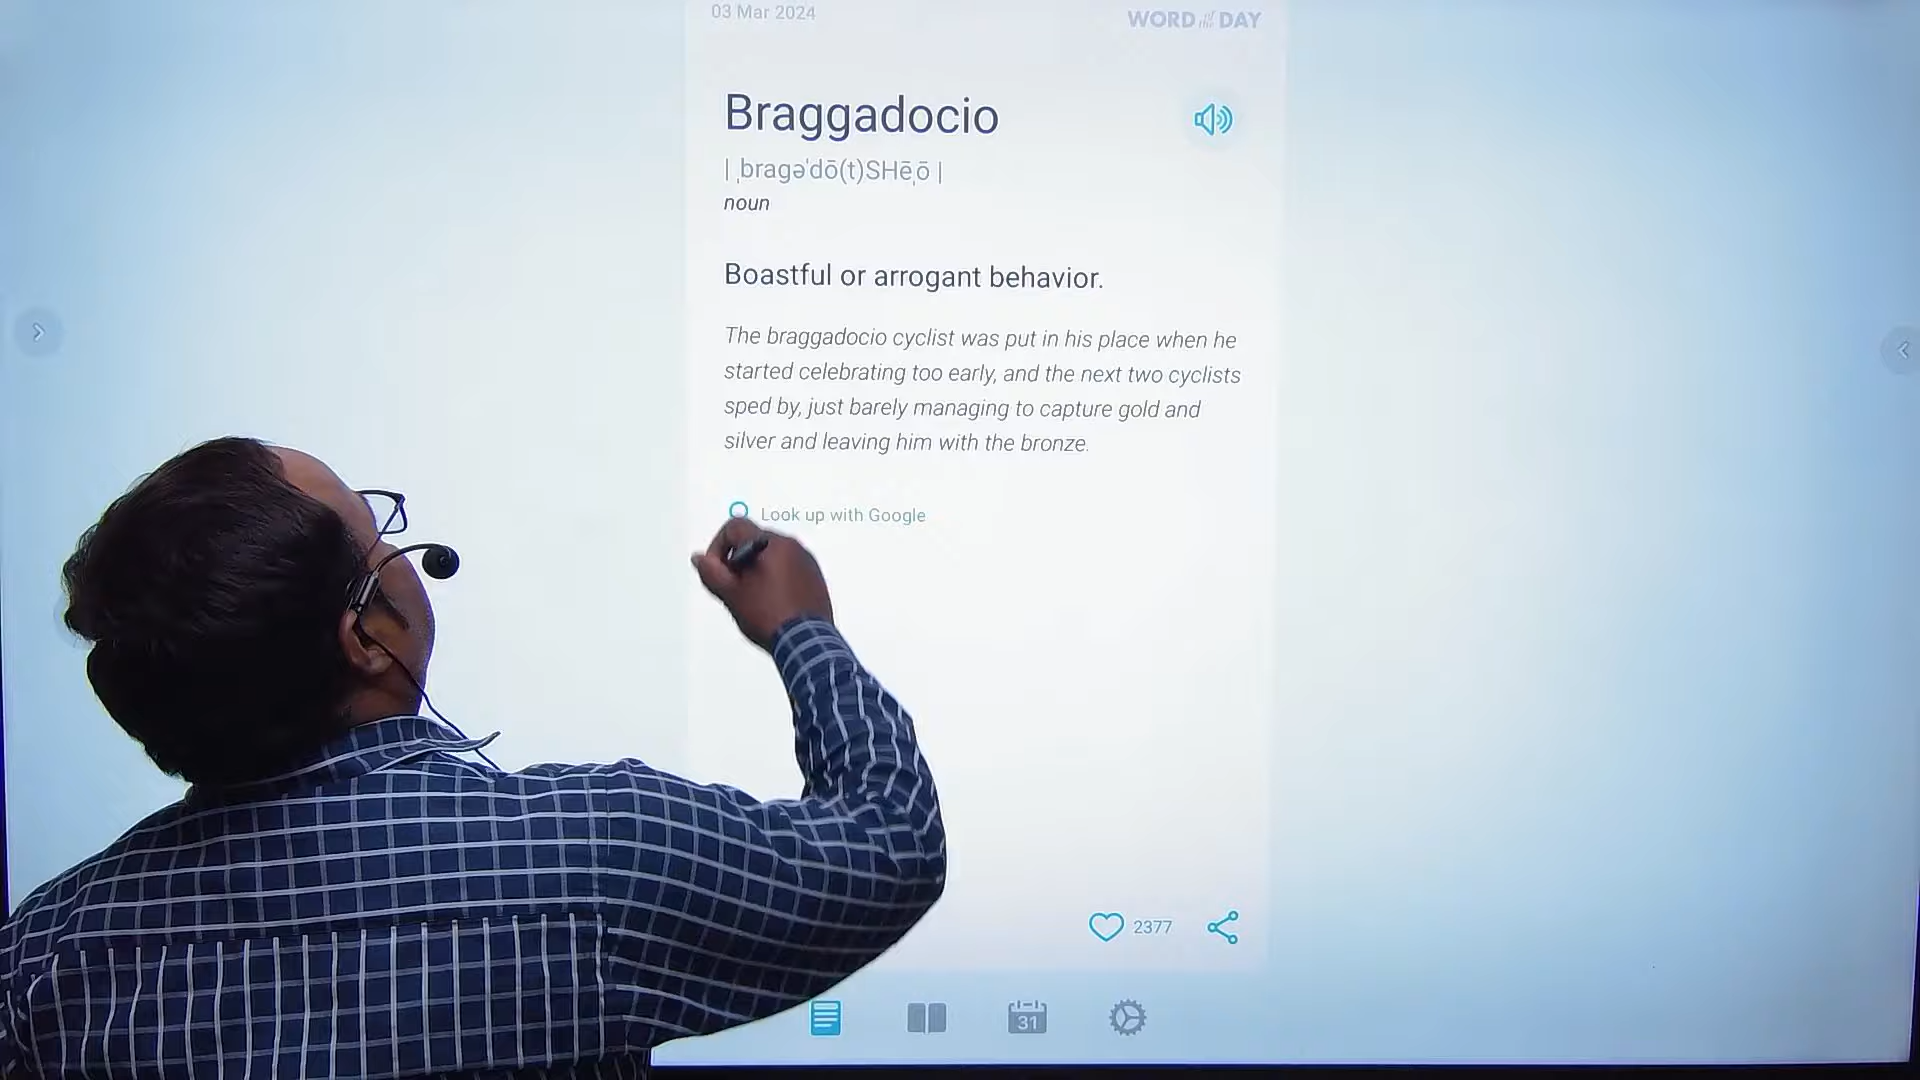 03 Mar 2024
WORD of the DAY
Braggadocio
| ˌbragəˈdō(t)SHēˌō |
noun
Boastful or arrogant behavior.
The braggadocio cyclist was put in his place when he
started celebrating too early, and the next two cyclists
sped by, just barely managing to capture gold and
silver and leaving him with the bronze.
Look up with Google
2377
31